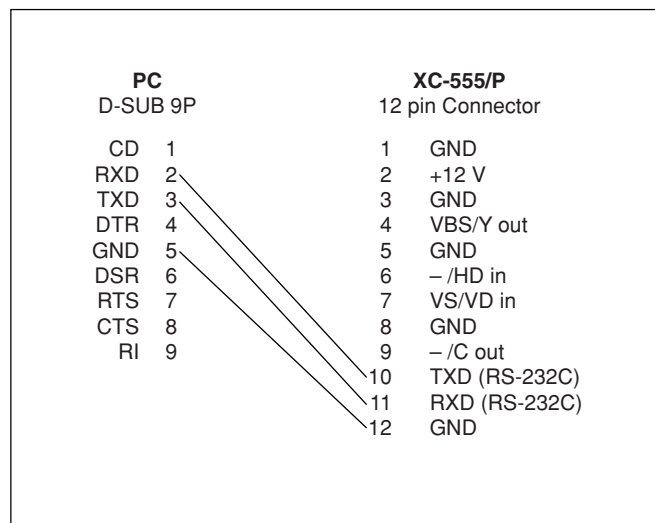 PC XC-555/P
D-SUB 9P 12 pin Connector
CD 1 1 GND
RXD 2 2 +12 V
TXD 3 3 GND
DTR 4 4 VBS/Y out
GND 5 5 GND
DSR 6 6 – /HD in
RTS 7 7 VS/VD in
CTS 8 8 GND
RI 9 9 – /C out
10 TXD (RS-232C)
11 RXD (RS-232C)
12 GND